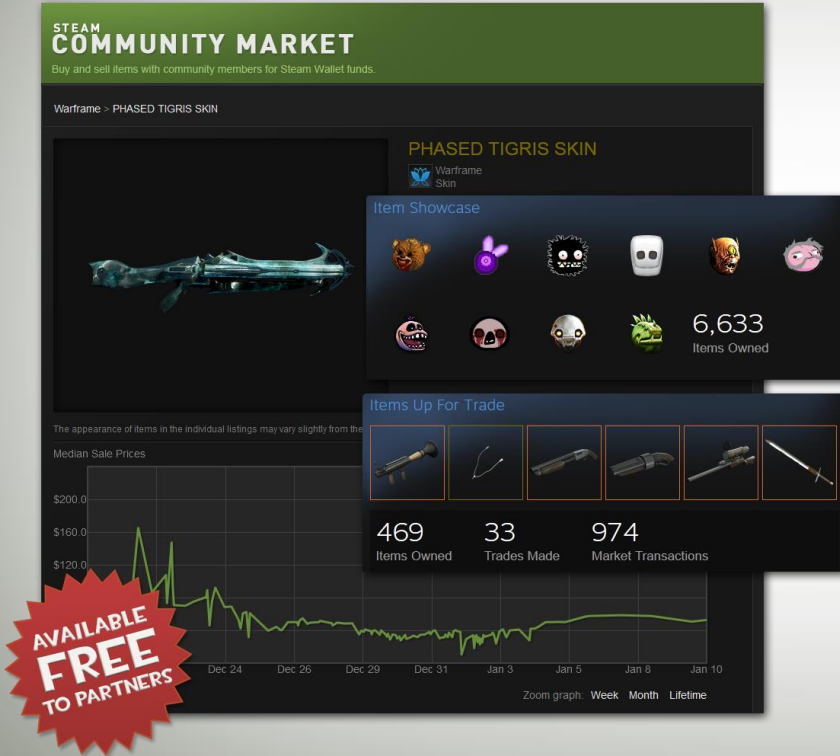 STEAM
COMMUNITY MARKET
Buy and sell items with community members for Steam Wallet funds.
Warframe > PHASED TIGRIS SKIN
PHASED TIGRIS SKIN
Warframe
Skin
Item Showcase
6,633
Items Owned
Items Up For Trade
The appearance of items in the individual listings may vary slightly from the
Median Sale Prices
$200.0
$160.0
$120.0
469
Items Owned
33
Trades Made
974
Market Transactions
Dec 24
Dec 26
Dec 29
Dec 31
Jan 3
Jan 5
Jan 8
Jan 10
Zoom graph: Week Month Lifetime
AVAILABLE
FREE
TO PARTNERS